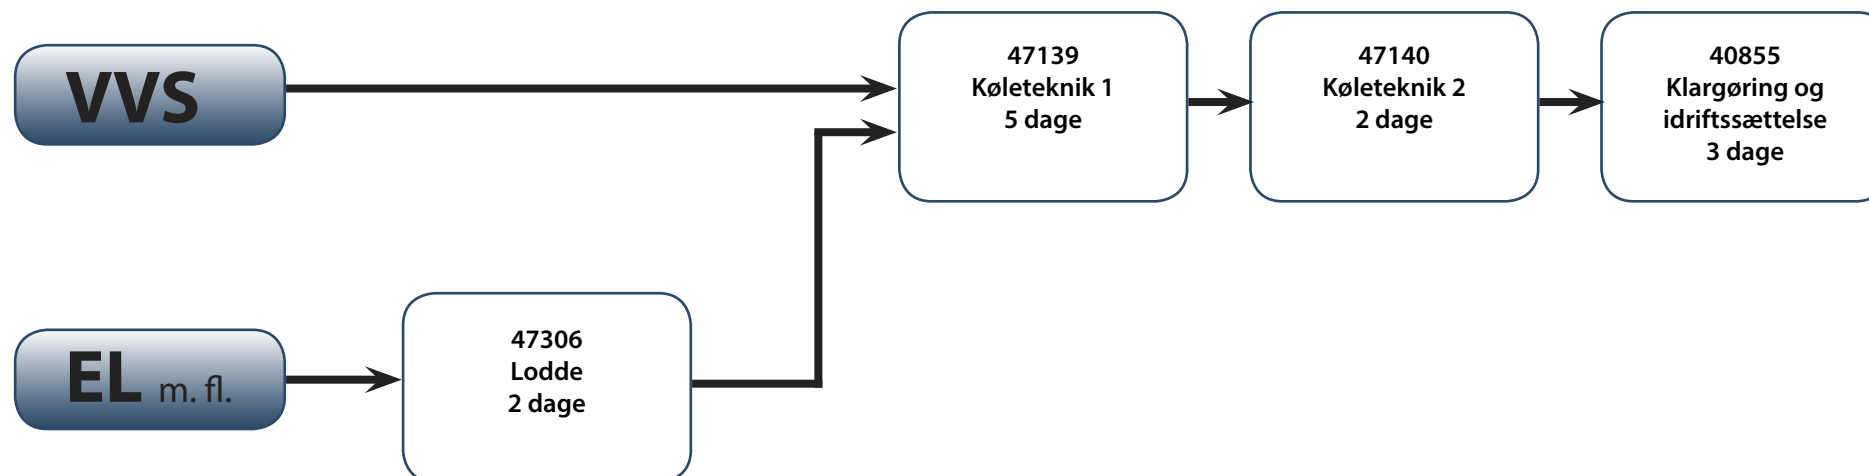 VVS
47139
Køleteknik 1
5 dage
47140
Køleteknik 2
2 dage
40855
Klargøring og
idriftssættelse
3 dage
EL m. fl.
47306
Lodde
2 dage